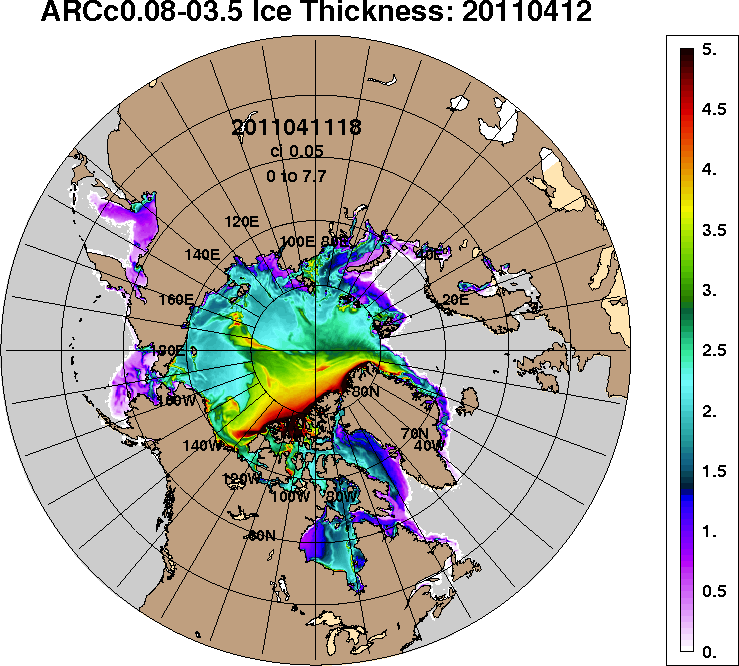 ARCc0.08-03.5 Ice Thickness: 20110412
2011041118
ci 0.05
0 to 7.7
120E
100E 80E
140E
40E
160E
20E
180E
160W
80N
70N
140W
40W
120W
100W 80W
60N
5.
4.5
4.
3.5
3.
2.5
2.
1.5
1.
0.5
0.